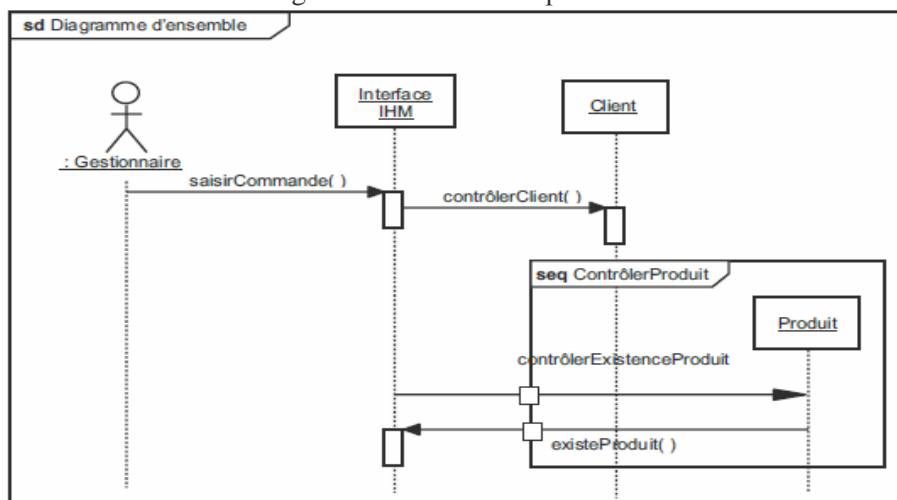 sd Diagramme d'ensemble
Interface
IHM
Client
: Gestionnaire
saisirCommande( )
contrôlerClient( )
seq ContrôlerProduit
Produit
contrôlerExistenceProduit
existeProduit( )